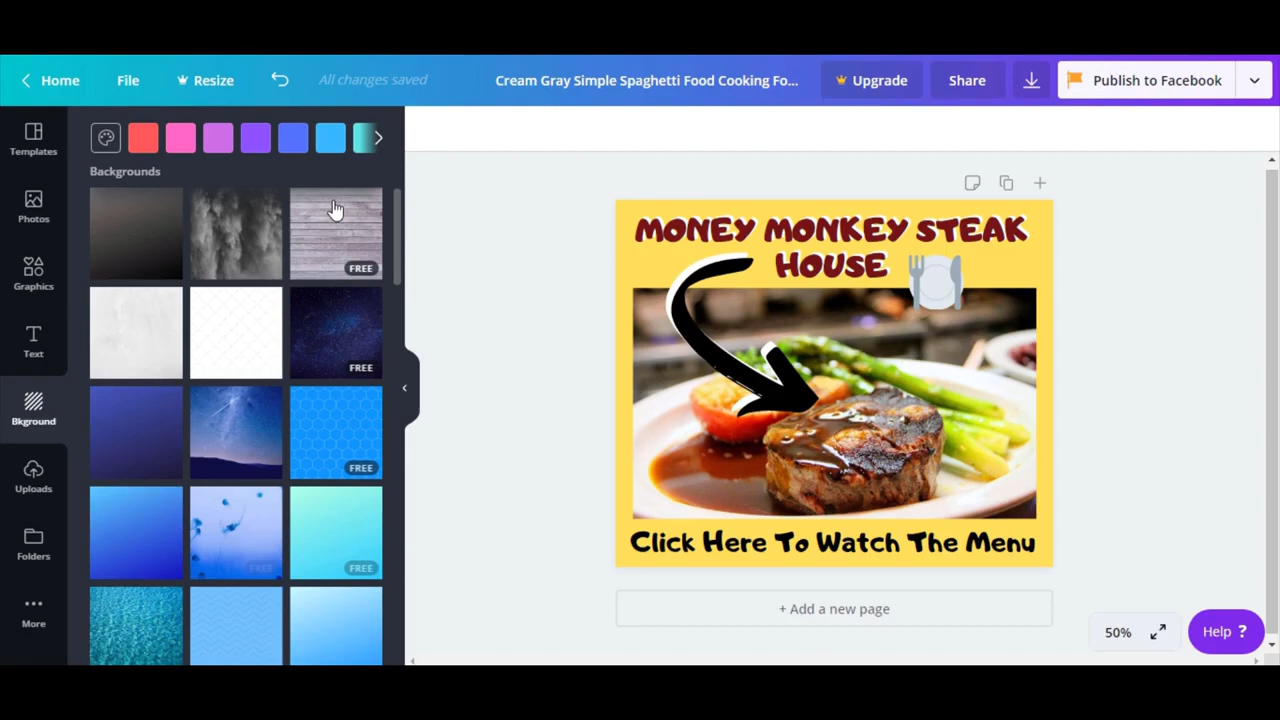 Home
File
Resize
All changes saved
Cream Gray Simple Spaghetti Food Cooking Fo...
Upgrade
Share
Publish to Facebook
Templates
Photos
Graphics
Text
Bkground
Uploads
Folders
More
Backgrounds
FREE
FREE
FREE
FREE
FREE
MONEY MONKEY STEAK
HOUSE
Click Here To Watch The Menu
+ Add a new page
50%
Help ?